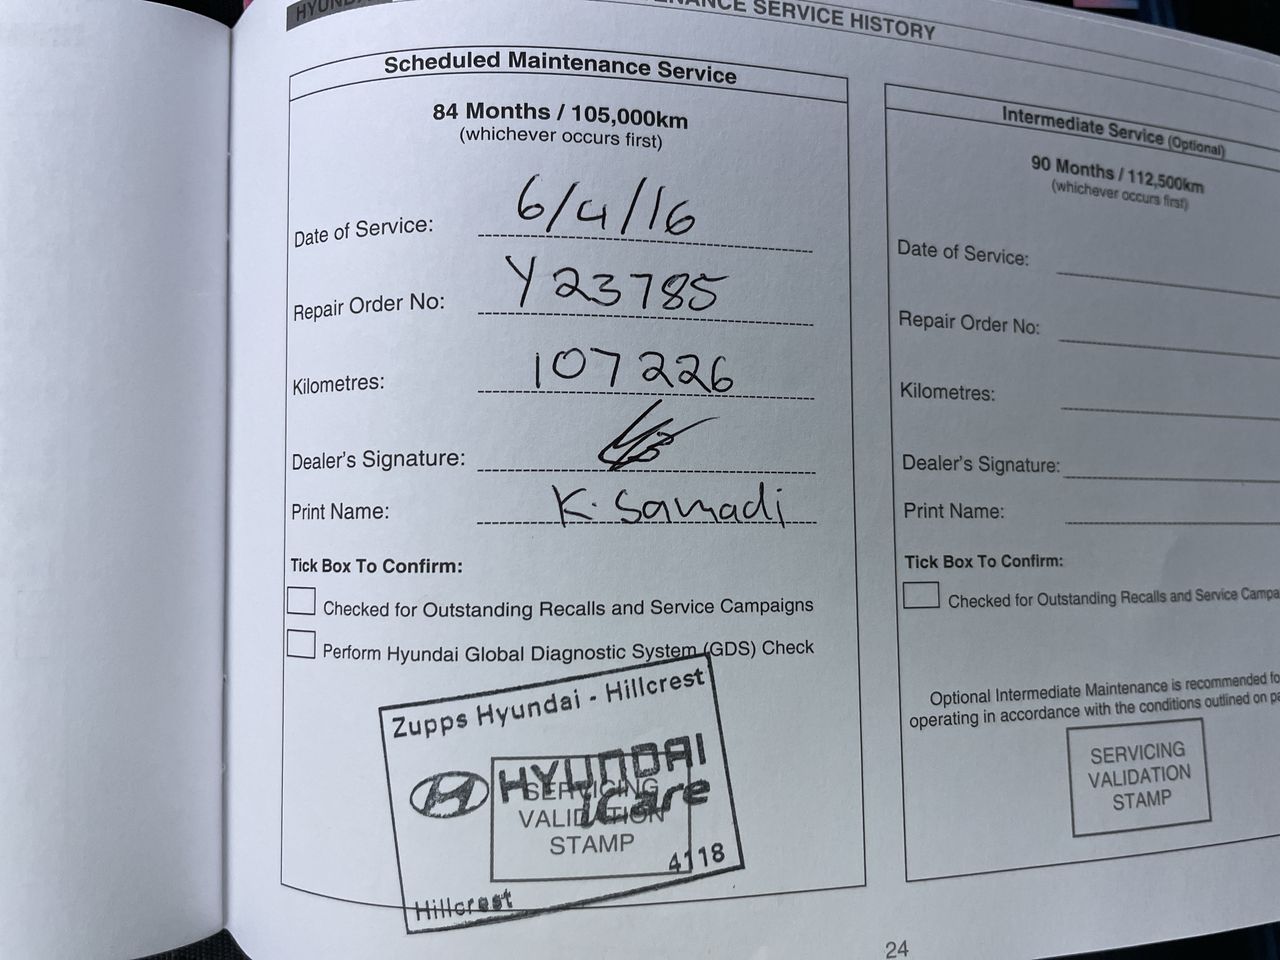 SERVICE HISTORY
Scheduled Maintenance Service
84 Months / 105,000km
(whichever occurs first)
Date of Service: 6/4/16
Repair Order No: Y23785
Kilometres: 107226
Dealer's Signature:
Print Name: K. Samadi
Tick Box To Confirm:
Checked for Outstanding Recalls and Service Campaigns
Perform Hyundai Global Diagnostic System (GDS) Check
Zupps Hyundai - Hillcrest
HYUNDAI
iCare
SERVICING
VALIDATION
STAMP
4118
Hillcrest
Intermediate Service (Optional)
90 Months / 112,500km
(whichever occurs first)
Date of Service:
Repair Order No:
Kilometres:
Dealer's Signature:
Print Name:
Tick Box To Confirm:
Checked for Outstanding Recalls and Service
Optional Intermediate Maintenance is recommended
operating in accordance with the conditions outlined on
SERVICING
VALIDATION
STAMP
24